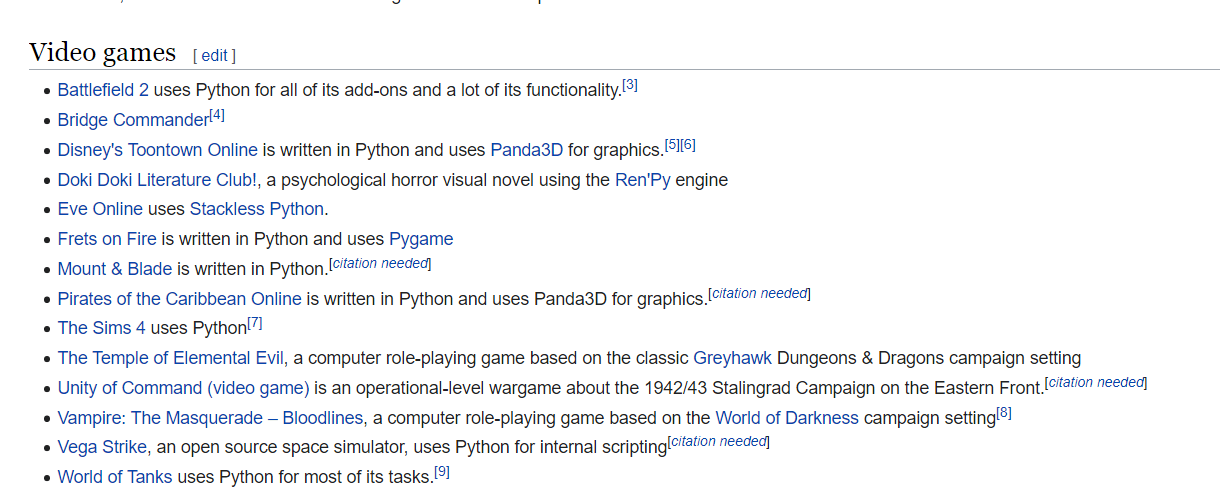 Video games [ edit ]
Battlefield 2 uses Python for all of its add-ons and a lot of its functionality.[3]
Bridge Commander[4]
Disney's Toontown Online is written in Python and uses Panda3D for graphics.[5][6]
Doki Doki Literature Club!, a psychological horror visual novel using the Ren'Py engine
Eve Online uses Stackless Python.
Frets on Fire is written in Python and uses Pygame
Mount & Blade is written in Python.[citation needed]
Pirates of the Caribbean Online is written in Python and uses Panda3D for graphics.[citation needed]
The Sims 4 uses Python[7]
The Temple of Elemental Evil, a computer role-playing game based on the classic Greyhawk Dungeons & Dragons campaign setting
Unity of Command (video game) is an operational-level wargame about the 1942/43 Stalingrad Campaign on the Eastern Front.[citation needed]
Vampire: The Masquerade – Bloodlines, a computer role-playing game based on the World of Darkness campaign setting[8]
Vega Strike, an open source space simulator, uses Python for internal scripting[citation needed]
World of Tanks uses Python for most of its tasks.[9]